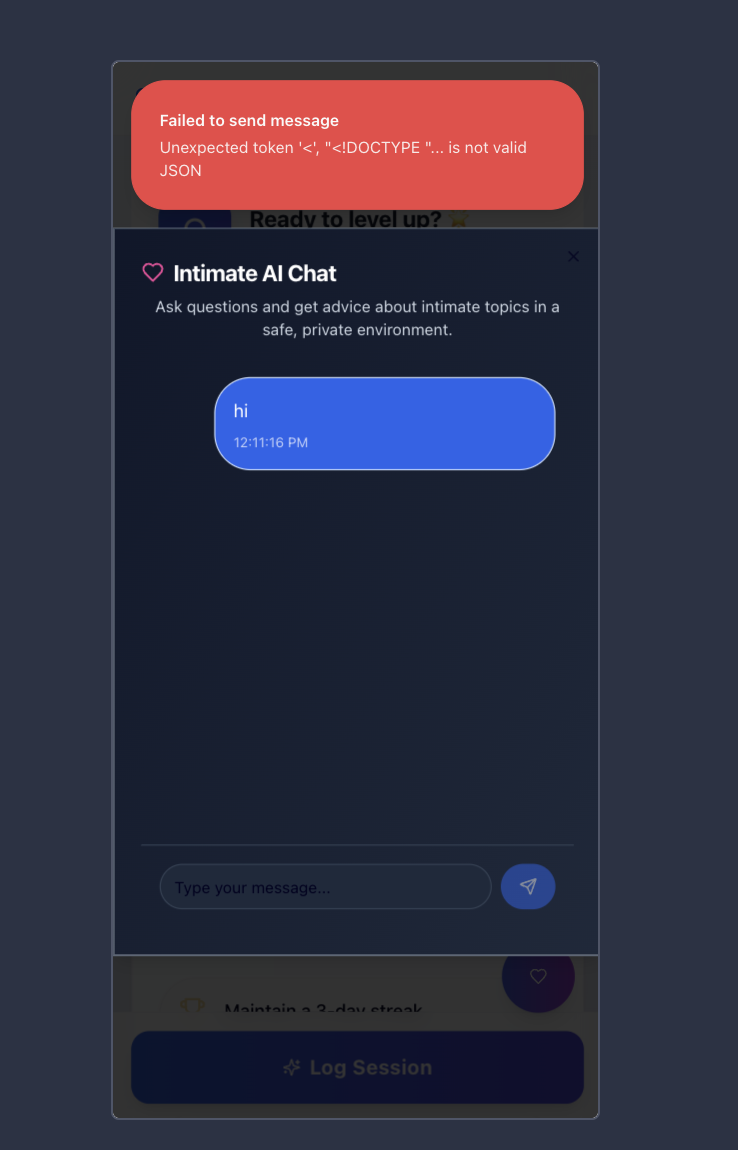 Failed to send message
Unexpected token '<', "<!DOCTYPE "... is not valid
JSON
Ready to level up?
Intimate AI Chat
Ask questions and get advice about intimate topics in a
safe, private environment.
hi
12:11:16 PM
Type your message...
Maintain a 3-day streak
Log Session